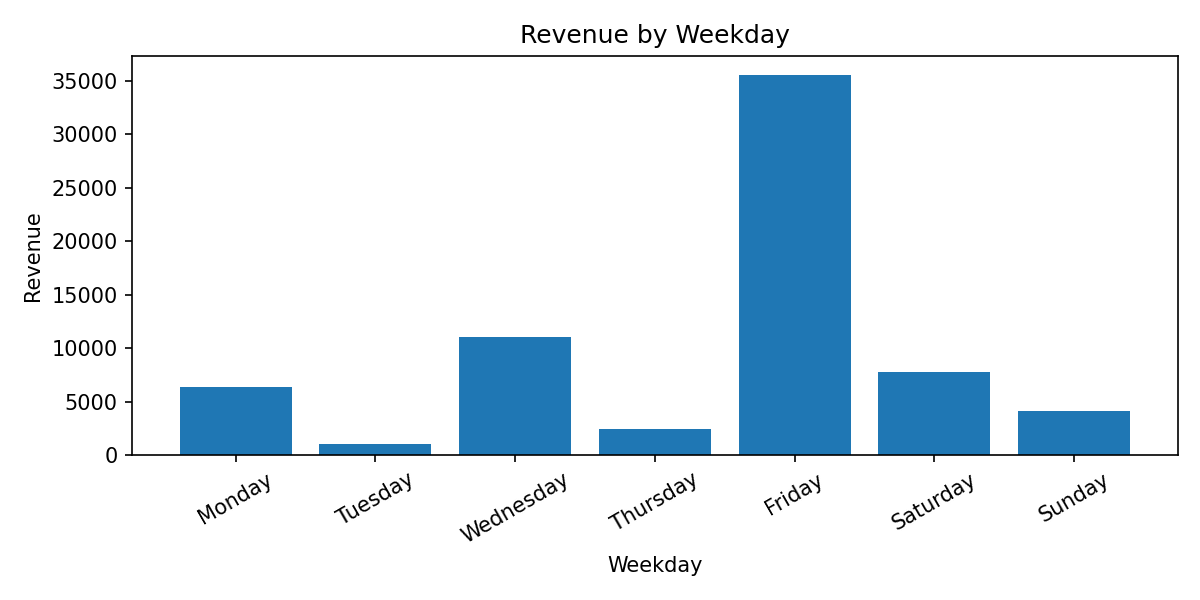 Revenue by Weekday
Revenue
35000
30000
25000
20000
15000
10000
5000
0
Monday
Tuesday
Wednesday
Thursday
Friday
Saturday
Sunday
Weekday